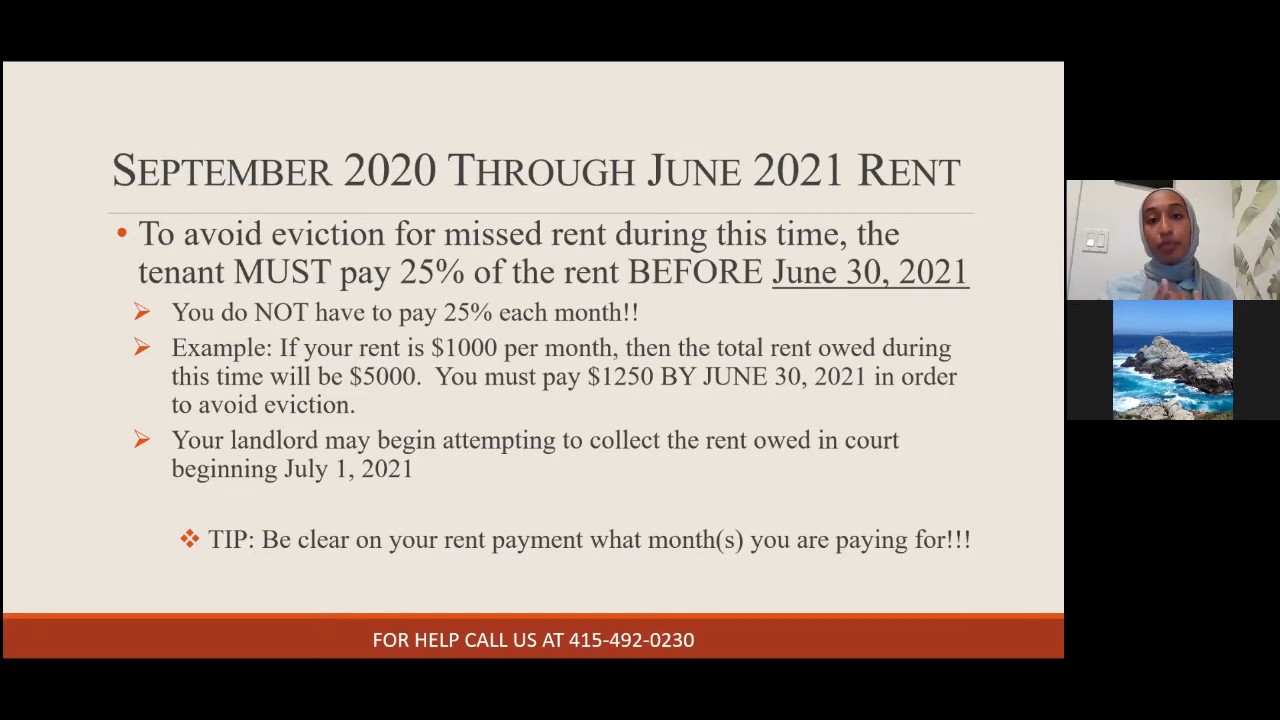 SEPTEMBER 2020 THROUGH JUNE 2021 RENT
• To avoid eviction for missed rent during this time, the
tenant MUST pay 25% of the rent BEFORE June 30, 2021
➢ You do NOT have to pay 25% each month!!
➢ Example: If your rent is $1000 per month, then the total rent owed during
this time will be $5000. You must pay $1250 BY JUNE 30, 2021 in order
to avoid eviction.
➢ Your landlord may begin attempting to collect the rent owed in court
beginning July 1, 2021
❖ TIP: Be clear on your rent payment what month(s) you are paying for!!!
FOR HELP CALL US AT 415-492-0230